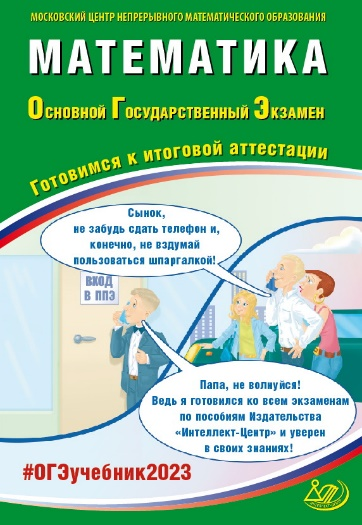 МОСКОВСКИЙ ЦЕНТР НЕПРЕРЫВНОГО МАТЕМАТИЧЕСКОГО ОБРАЗОВАНИЯ
МАТЕМАТИКА
Основной Государственный Экзамен
Готовимся к итоговой аттестации
Сынок,
не забудь сдать телефон и,
конечно, не вздумай
пользоваться шпаргалкой!
ВХОД
В ППЭ
Папа, не волнуйся!
Ведь я готовился ко всем экзаменам
по пособиям Издательства
«Интеллект-Центр» и уверен
в своих знаниях!
#ОГЭучебник2023